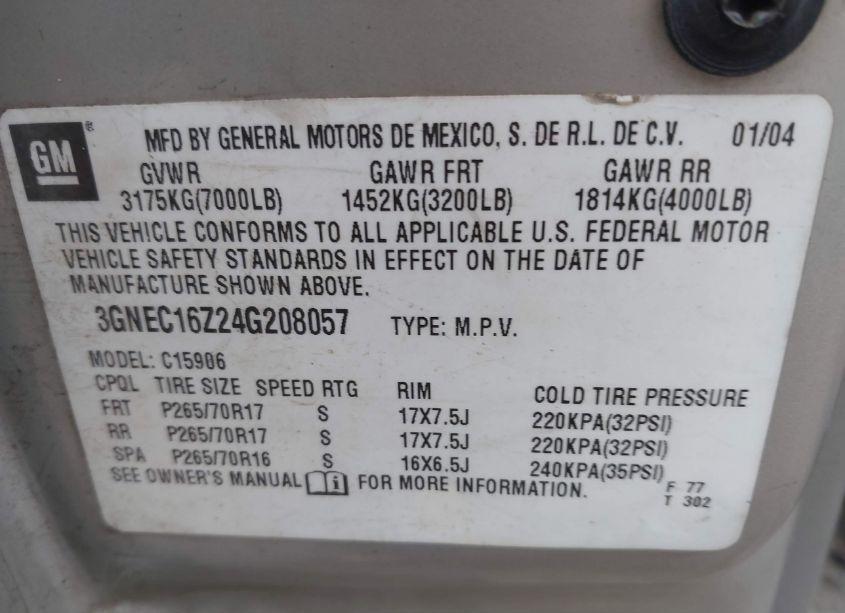 GM
MFD BY GENERAL MOTORS DE MEXICO, S. DE R.L. DE C.V. 01/04
GVWR GAWR FRT GAWR RR
3175KG(7000LB) 1452KG(3200LB) 1814KG(4000LB)
THIS VEHICLE CONFORMS TO ALL APPLICABLE U.S. FEDERAL MOTOR
VEHICLE SAFETY STANDARDS IN EFFECT ON THE DATE OF
MANUFACTURE SHOWN ABOVE.
3GNEC16Z24G208057 TYPE: M.P.V.
MODEL: C15906
CPQL TIRE SIZE SPEED RTG RIM COLD TIRE PRESSURE
FRT P265/70R17 S 17X7.5J 220KPA(32PSI)
RR P265/70R17 S 17X7.5J 220KPA(32PSI)
SPA P265/70R16 S 16X6.5J 240KPA(35PSI)
SEE OWNER'S MANUAL i FOR MORE INFORMATION.
F 77
T 302